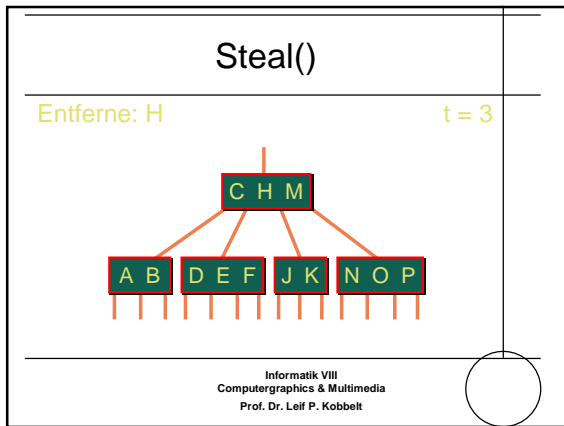 Steal()
Entferne: H t = 3
C H M
A B D E F J K N O P
Informatik VIII
Computergraphics & Multimedia
Prof. Dr. Leif P. Kobbelt